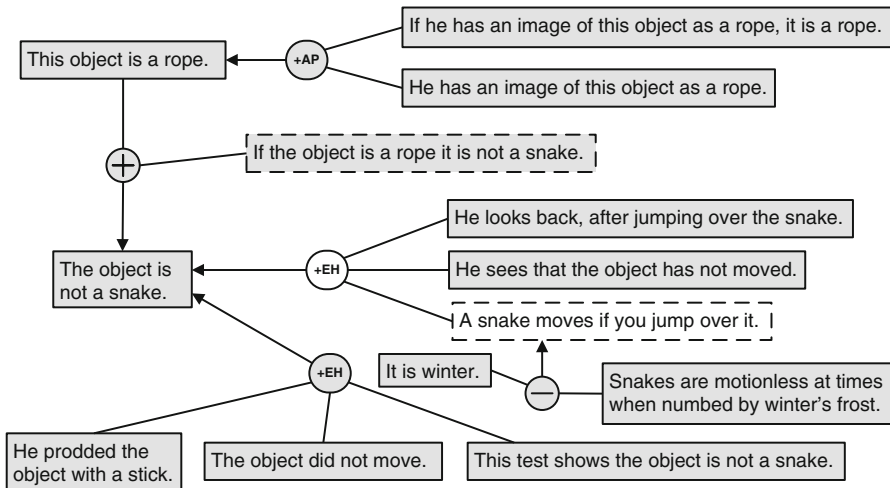 If he has an image of this object as a rope, it is a rope.
This object is a rope.
+AP
He has an image of this object as a rope.
+
If the object is a rope it is not a snake.
He looks back, after jumping over the snake.
The object is
not a snake.
+EH
He sees that the object has not moved.
A snake moves if you jump over it.
+EH
It is winter.
−
Snakes are motionless at times
when numbed by winter’s frost.
He prodded the
object with a stick.
The object did not move.
This test shows the object is not a snake.